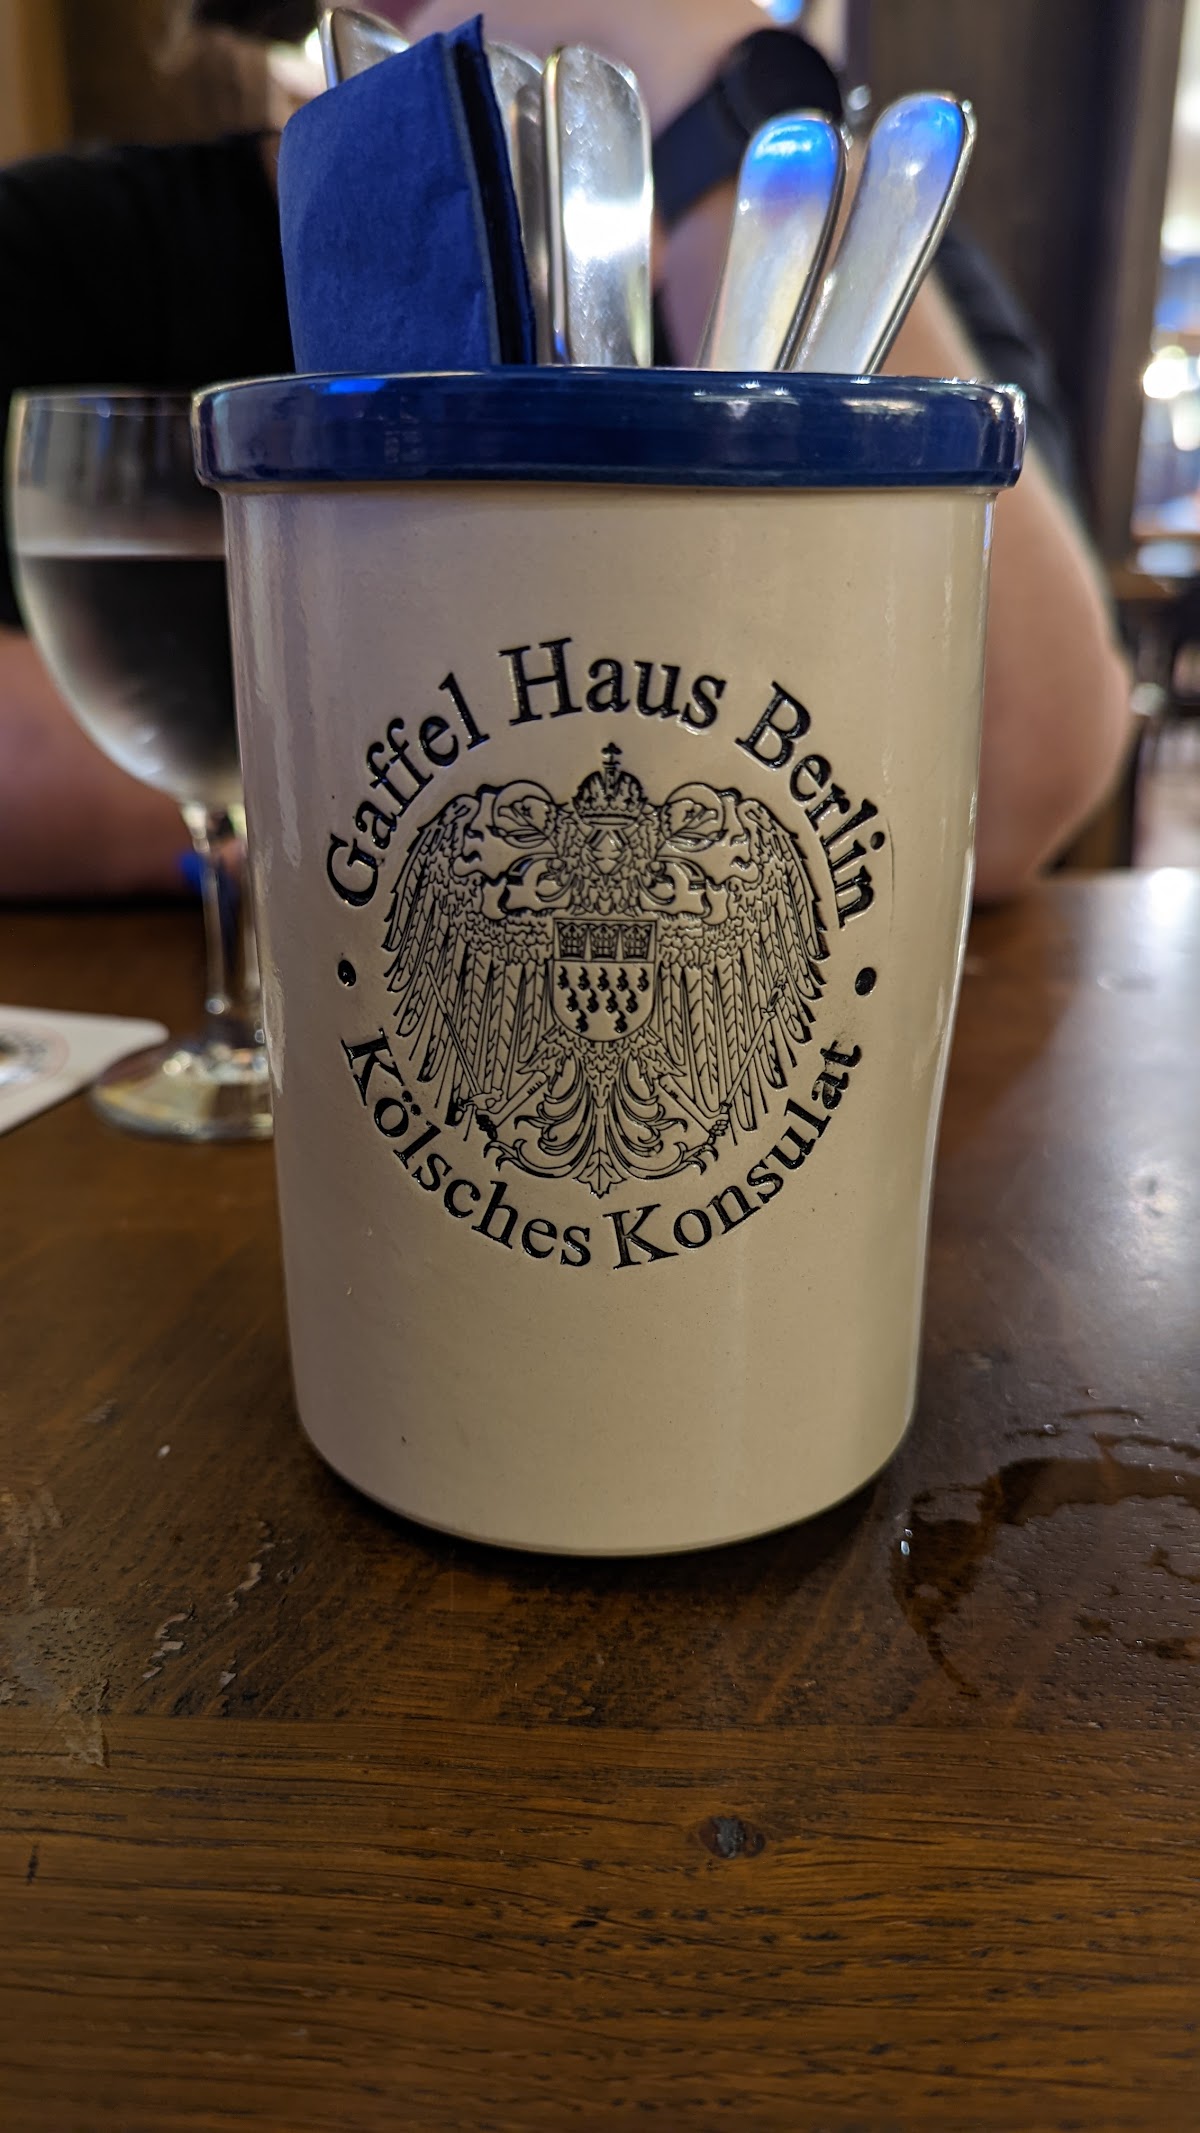 Gaffel Haus Berlin
Kölsches Konsulat